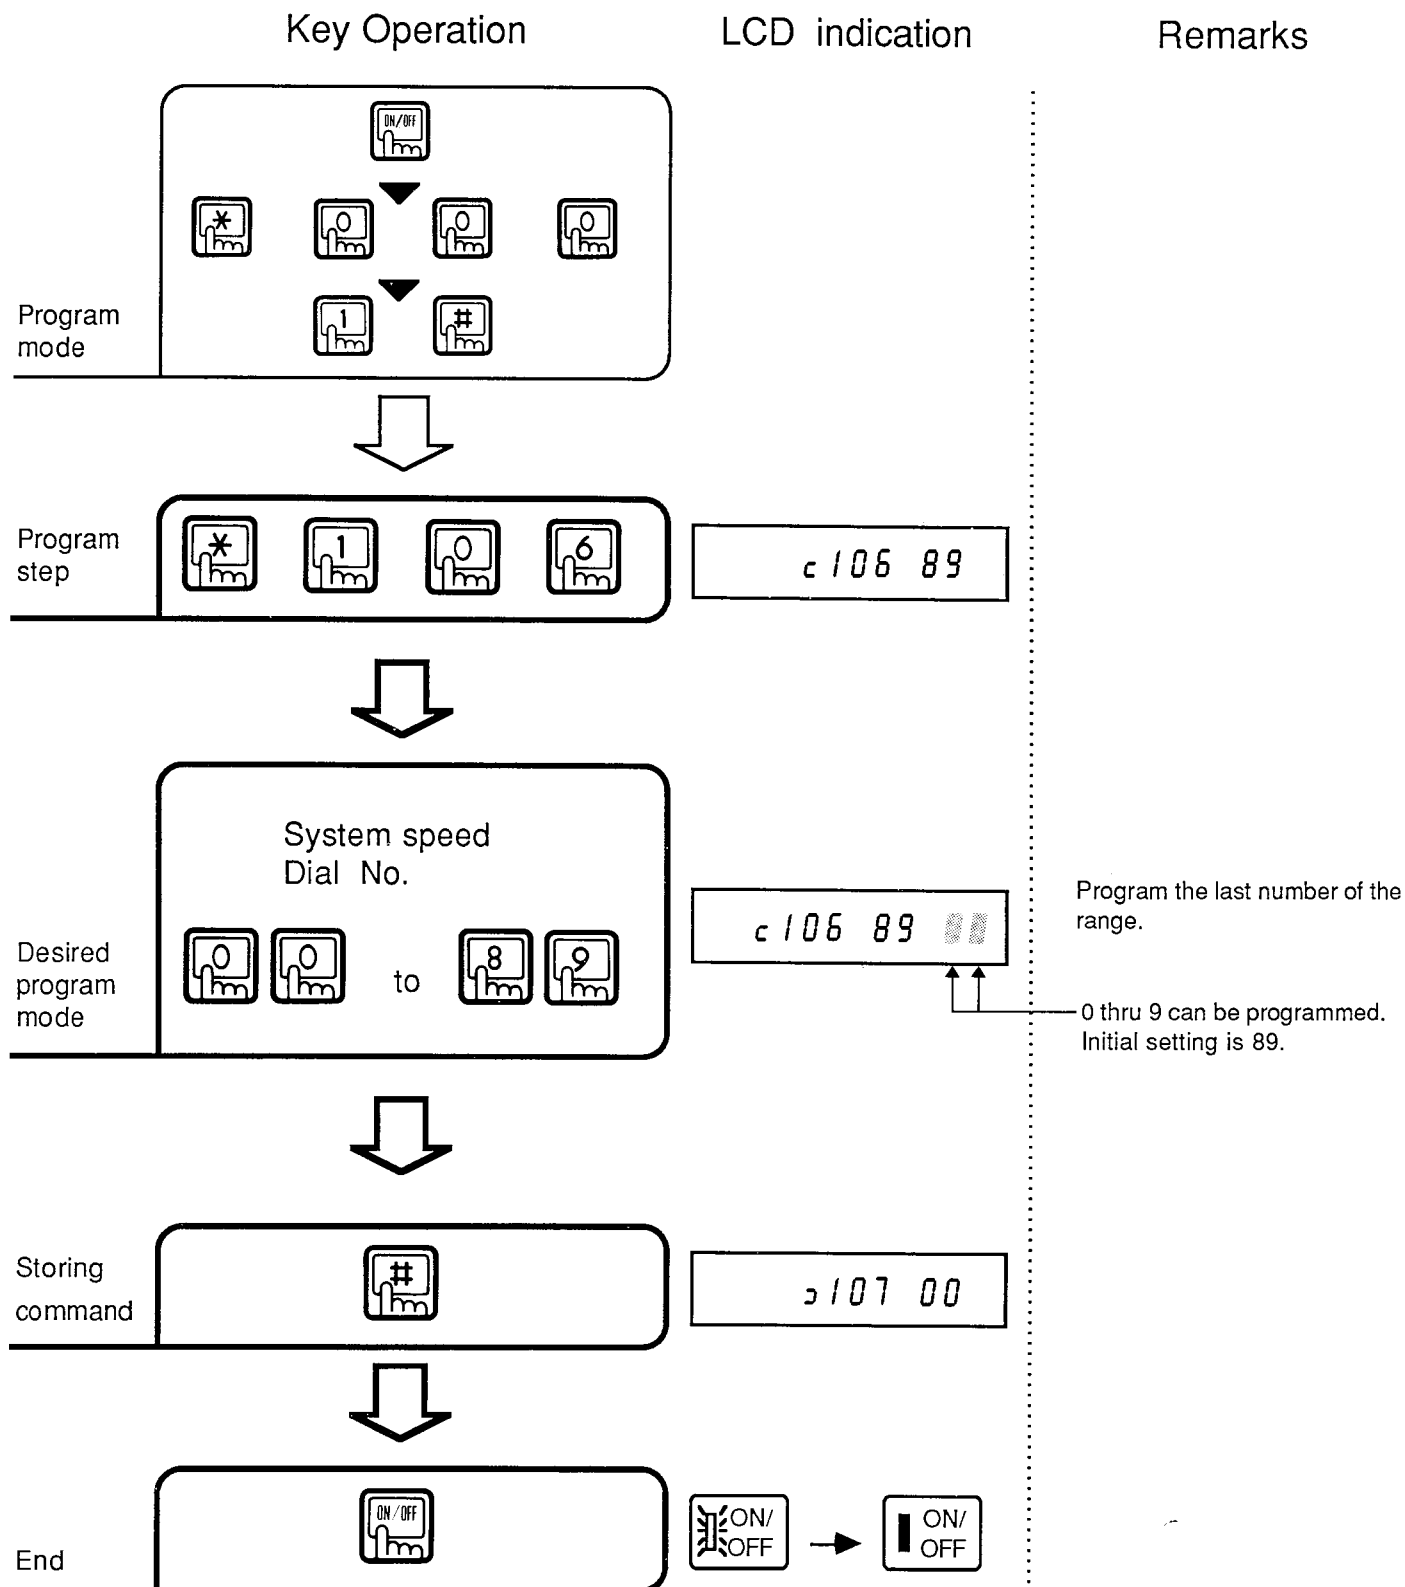 Key Operation LCD indication Remarks
ON/OFF
* 0 0 0
1 #
Program
mode
Program
step
* 1 0 6
c106 89
System speed
Dial No.
0 0 to 8 9
Desired
program
mode
c106 89
Program the last number of the
range.
0 thru 9 can be programmed.
Initial setting is 89.
Storing
command
#
ɔ107 00
End
ON/OFF
ON/
OFF
ON/
OFF